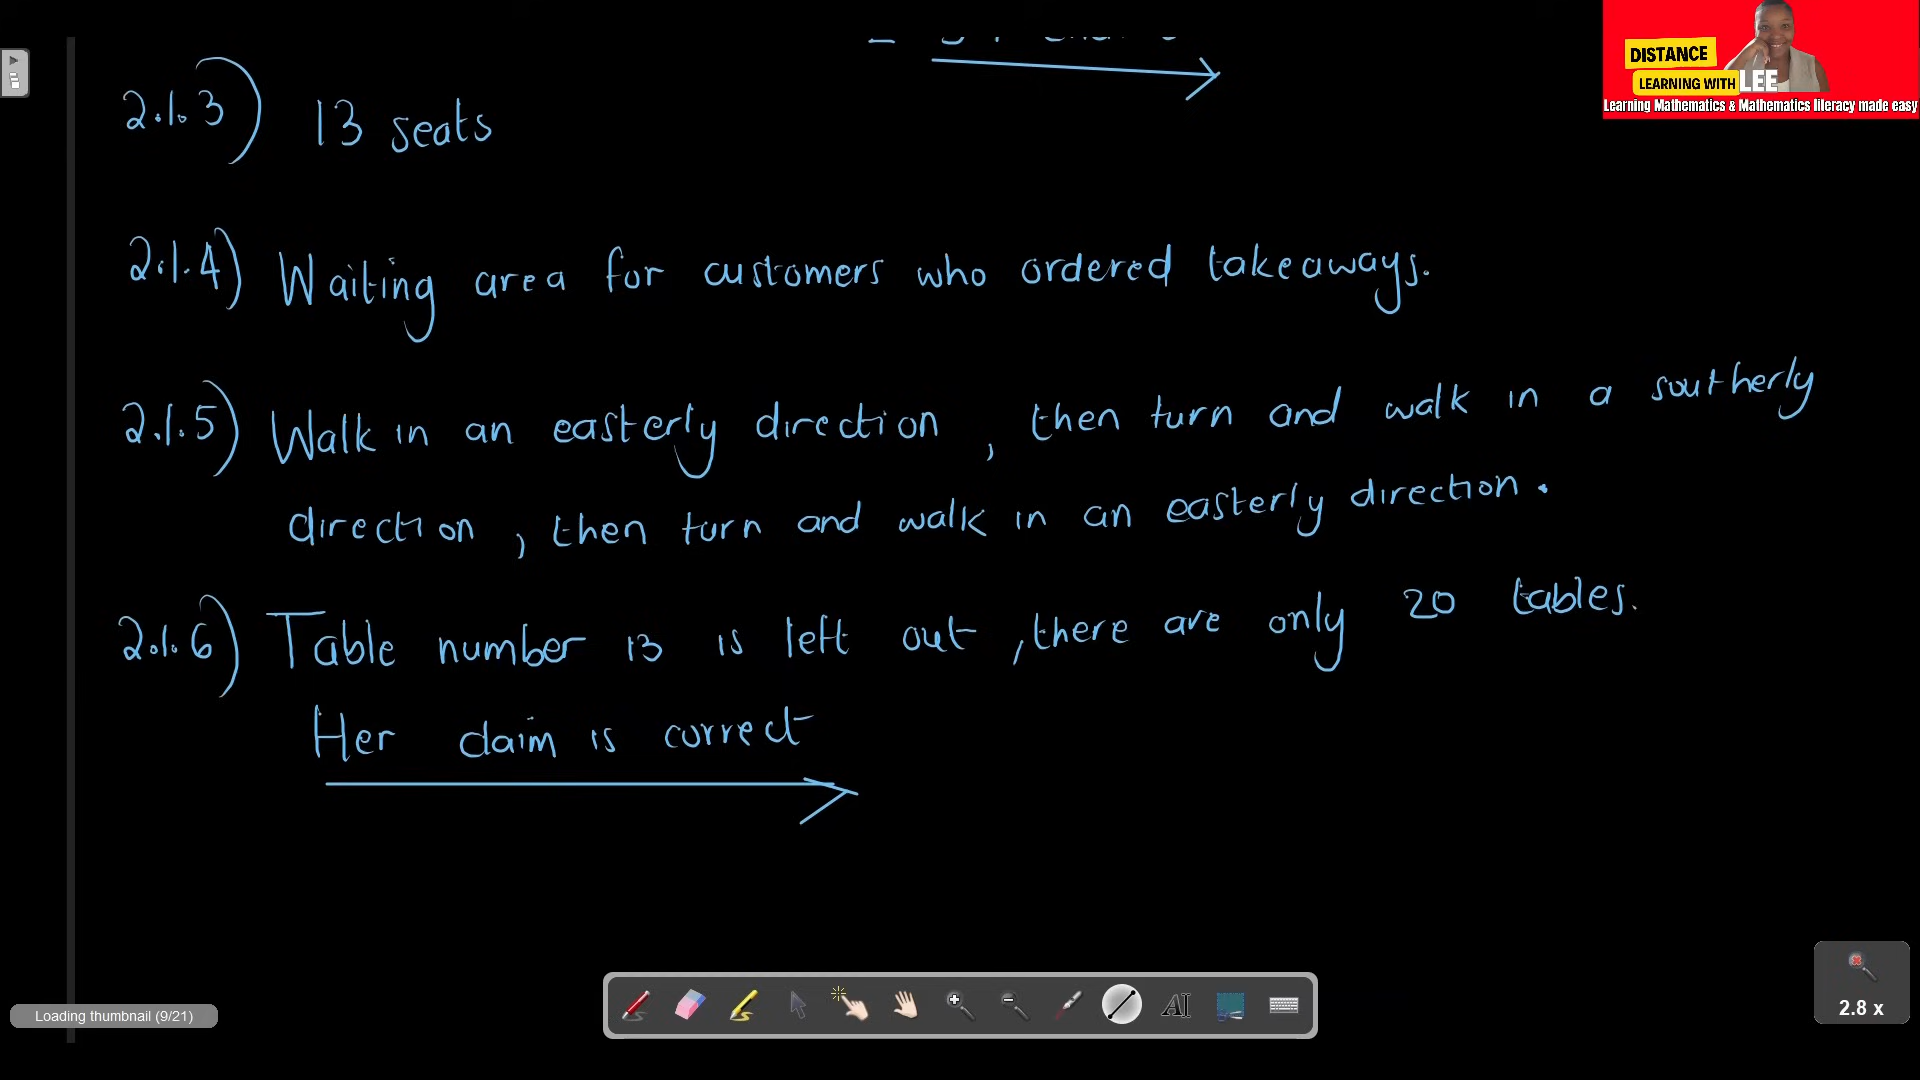 DISTANCE
LEARNING WITH LEE
Learning Mathematics & Mathematics literacy made easy
2.1.3) 13 seats
2.1.4) Waiting area for customers who ordered takeaways.
2.1.5) Walk in an easterly direction, then turn and walk in a southerly
direction, then turn and walk in an easterly direction.
2.1.6) Table number 13 is left out, there are only 20 tables.
Her claim is correct
Loading thumbnail (9/21)
AI
2.8 x